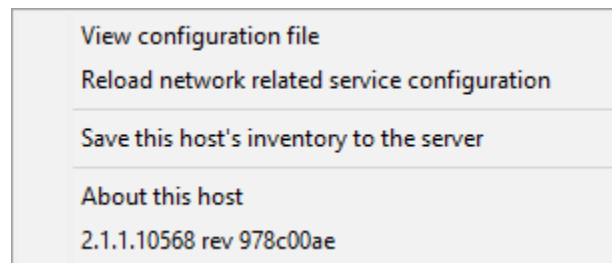 View configuration file
Reload network related service configuration
Save this host's inventory to the server
About this host
2.1.1.10568 rev 978c00ae